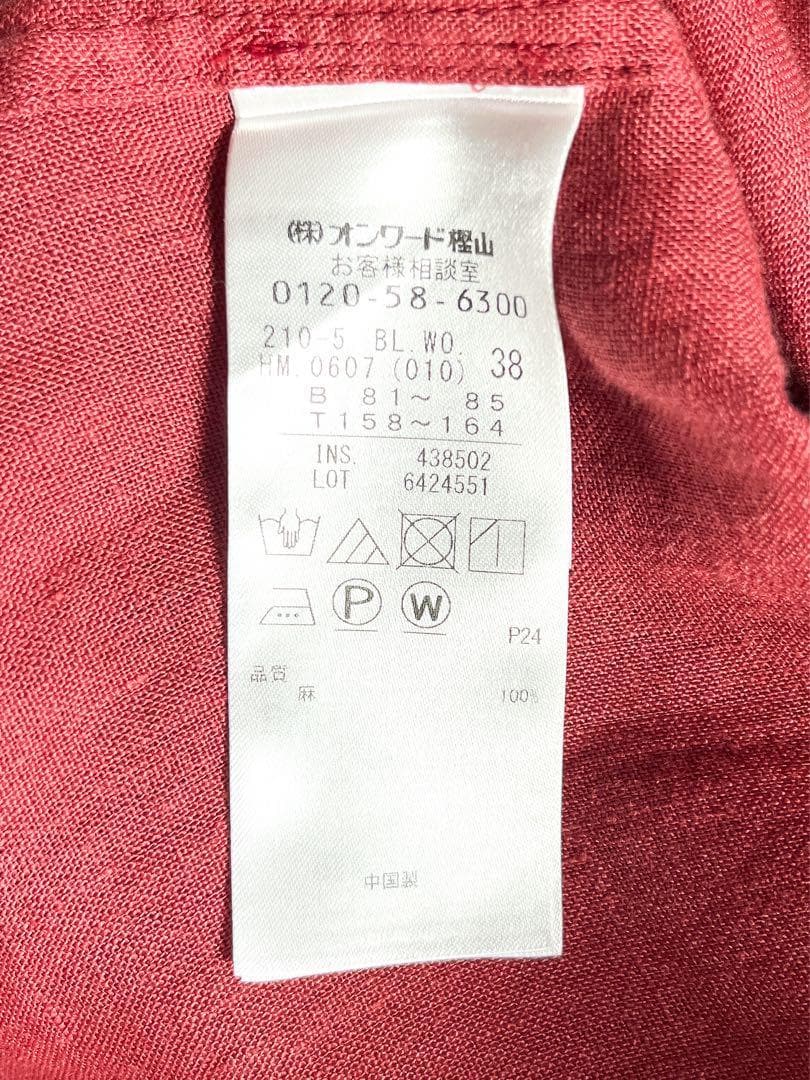 (株)オンワード樫山
お客様相談室
0120-58-6300
210-5 BL.WO. 38
HM.0607 (010)
B 81〜 85
T158〜164
INS. 438502
LOT 6424551
P W
P24
品質
麻 100%
中国製